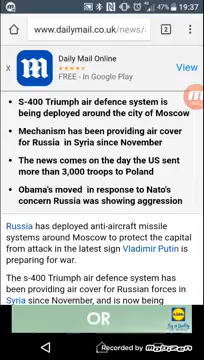 47% 19:37
www.dailymail.co.uk/news/ 2
Daily Mail Online
FREE - In Google Play
x
View
S-400 Triumph air defence system is
being deployed around the city of Moscow
Mechanism has been providing air cover
for Russia in Syria since November
The news comes on the day the US sent
more than 3,000 troops to Poland
Obama's moved in response to Nato's
concern Russia was showing aggression
Russia has deployed anti-aircraft missile
systems around Moscow to protect the capital
from attack in the latest sign Vladimir Putin is
preparing for war.
The s-400 Triumph air defence system has
been providing air cover for Russian forces in
Syria since November, and is now being
OR
Recorded by
Mobizen